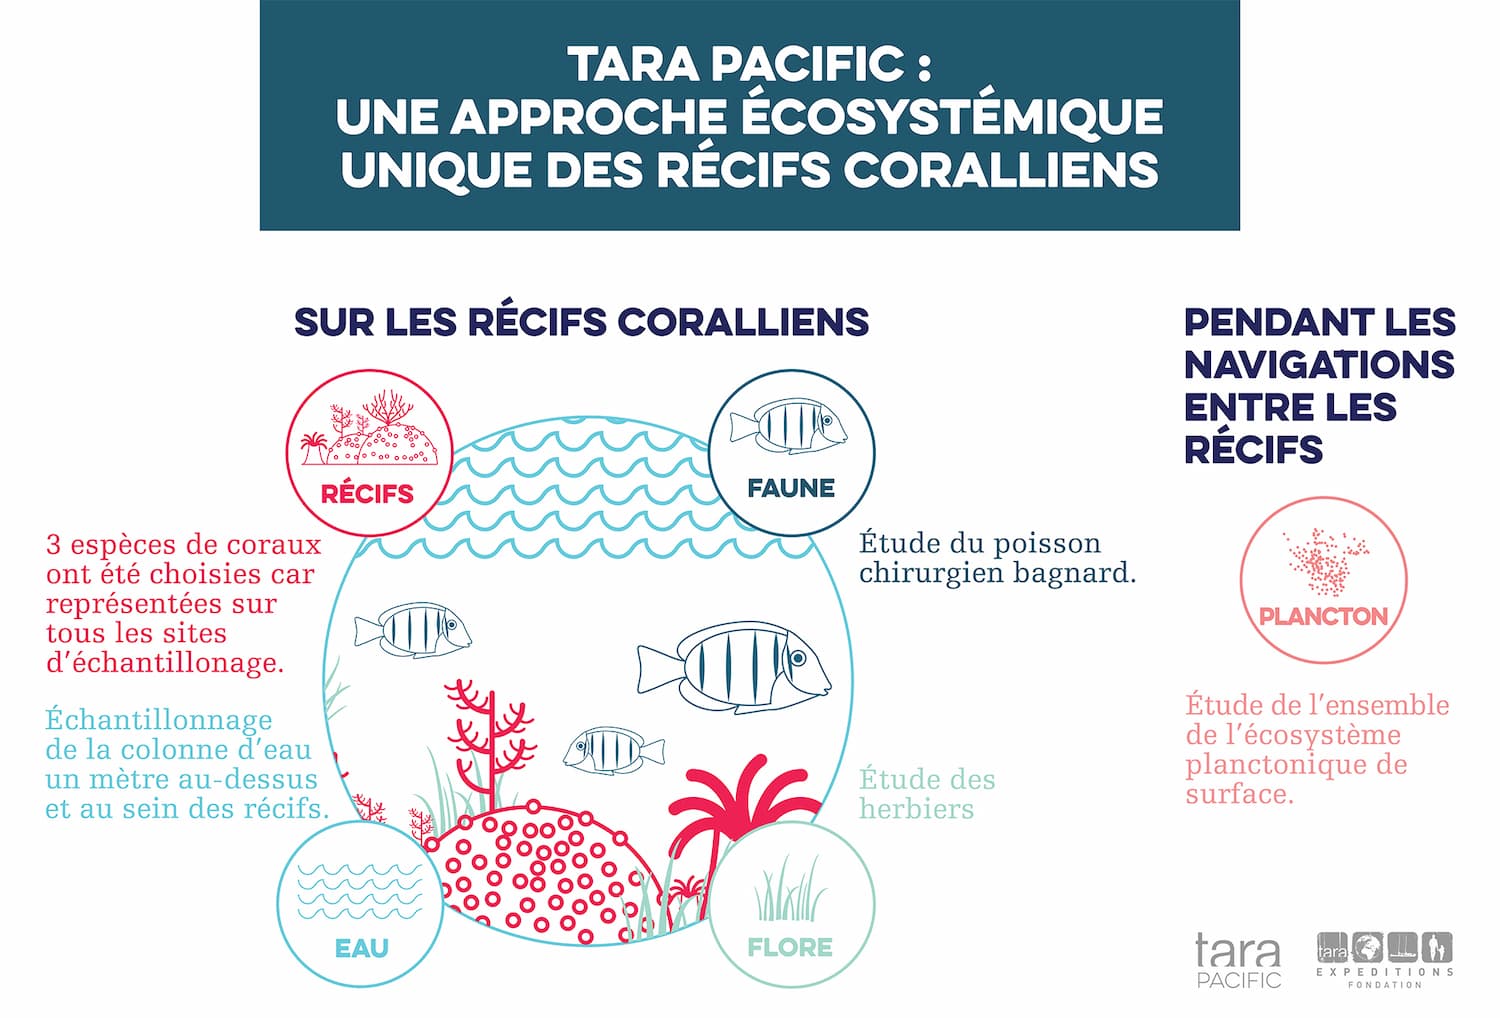 TARA PACIFIC :
UNE APPROCHE ÉCOSYSTÉMIQUE
UNIQUE DES RÉCIFS CORALLIENS
SUR LES RÉCIFS CORALLIENS
RÉCIFS
3 espèces de coraux
ont été choisies car
représentées sur
tous les sites
d'échantillonage.
FAUNE
Étude du poisson
chirurgien bagnard.
Échantillonnage
de la colonne d'eau
un mètre au-dessus
et au sein des récifs.
EAU
Étude des
herbiers
FLORE
PENDANT LES
NAVIGATIONS
ENTRE LES
RÉCIFS
PLANCTON
Étude de l'ensemble
de l'écosystème
planctonique de
surface.
tara
PACIFIC
tara
EXPEDITIONS
FONDATION